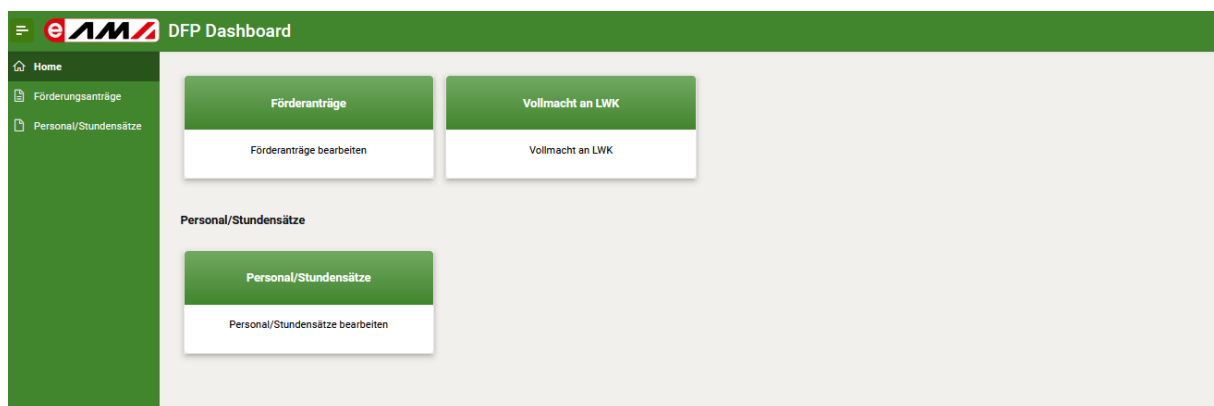 eAMA DFP Dashboard
Home
Förderungsanträge
Personal/Stundensätze
Förderanträge
Förderanträge bearbeiten
Vollmacht an LWK
Vollmacht an LWK
Personal/Stundensätze
Personal/Stundensätze
Personal/Stundensätze bearbeiten